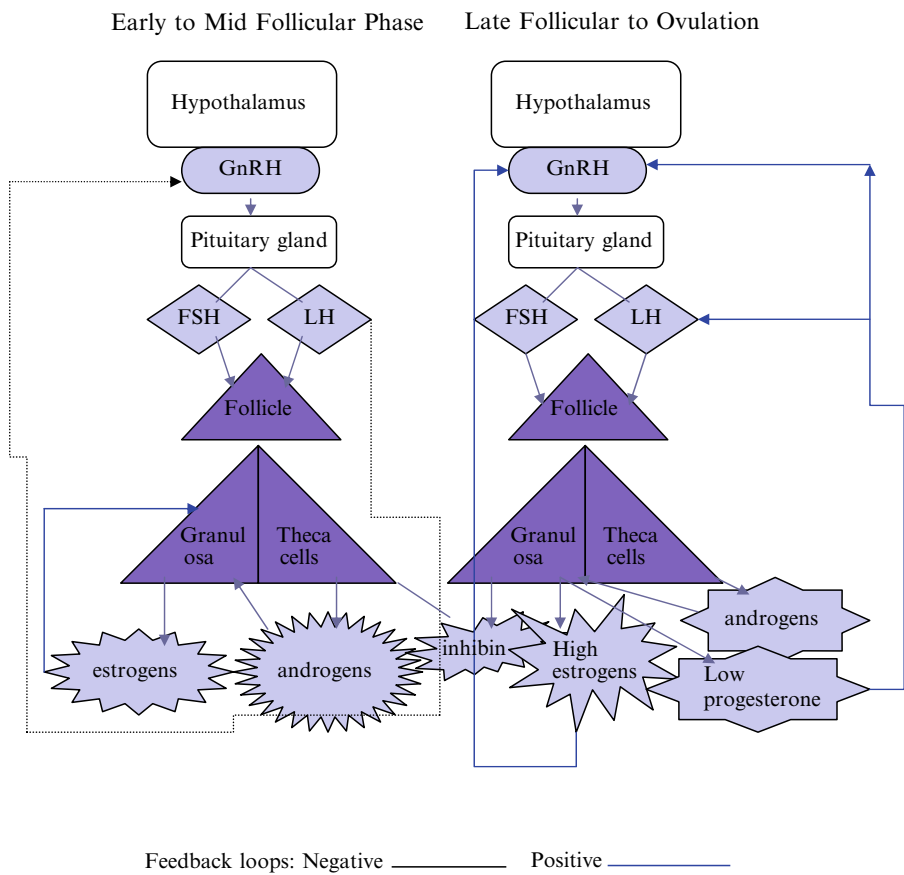 Early to Mid Follicular Phase
Late Follicular to Ovulation
Hypothalamus
GnRH
Pituitary gland
FSH
LH
Follicle
Granul
osa
Theca
cells
estrogens
androgens
Hypothalamus
GnRH
Pituitary gland
FSH
LH
Follicle
Granul
osa
Theca
cells
inhibin
High
estrogens
androgens
Low
progesterone
Feedback loops: Negative
Positive